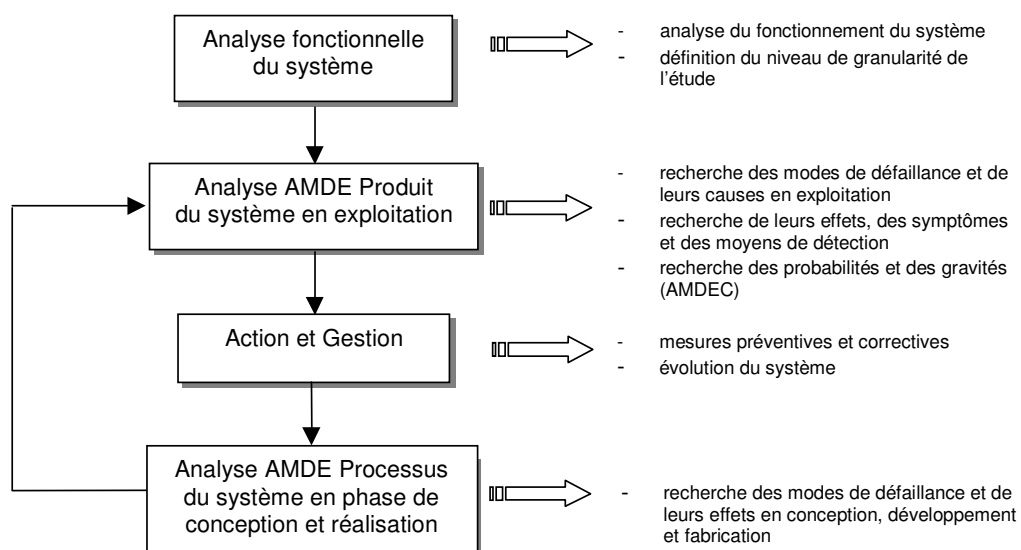 Analyse fonctionnelle
du système
- analyse du fonctionnement du système
- définition du niveau de granularité de
l'étude
Analyse AMDE Produit
du système en exploitation
- recherche des modes de défaillance et de
leurs causes en exploitation
- recherche de leurs effets, des symptômes
et des moyens de détection
- recherche des probabilités et des gravités
(AMDEC)
Action et Gestion
- mesures préventives et correctives
- évolution du système
Analyse AMDE Processus
du système en phase de
conception et réalisation
- recherche des modes de défaillance et de
leurs effets en conception, développement
et fabrication